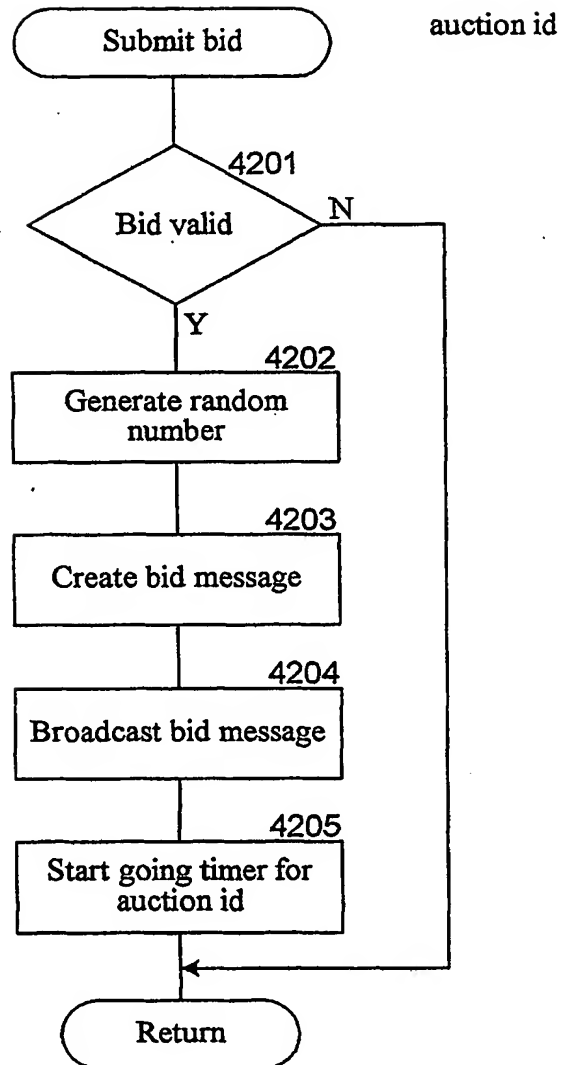 Submit bid
auction id
4201
Bid valid
N
Y
4202
Generate random
number
4203
Create bid message
4204
Broadcast bid message
4205
Start going timer for
auction id
Return